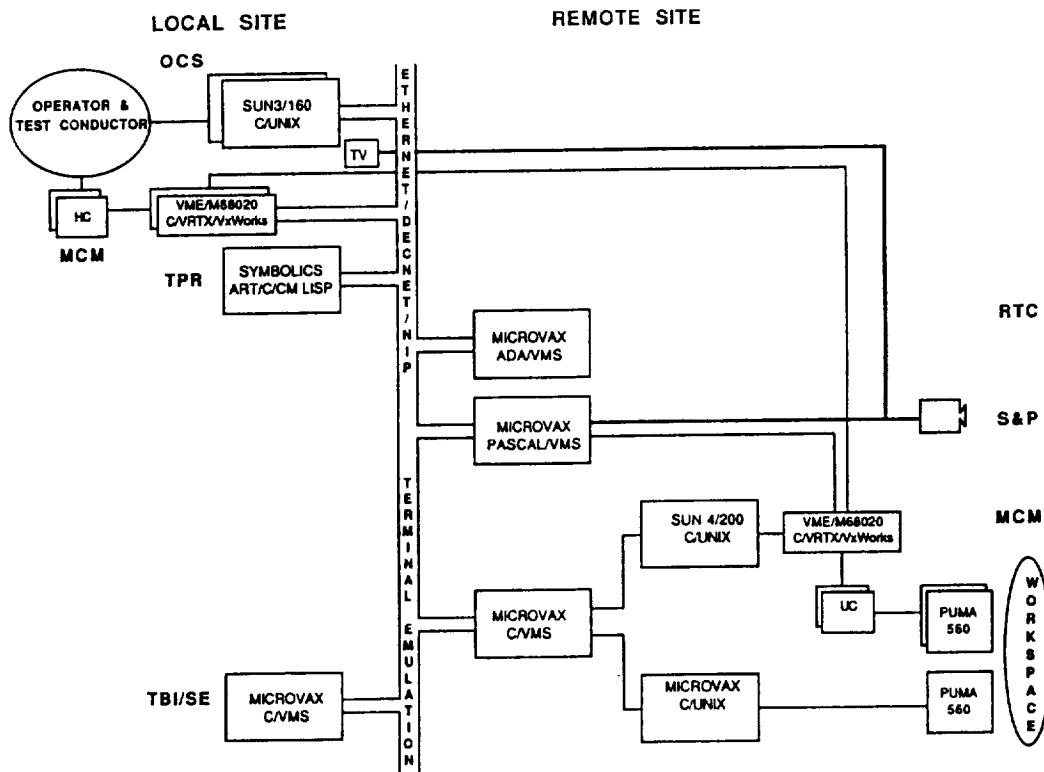 LOCAL SITE
REMOTE SITE
OCS
OPERATOR &
TEST CONDUCTOR
SUN3/160
C/UNIX
TV
HC
VME/M68020
C/VRTX/VxWorks
MCM
TPR
SYMBOLICS
ART/C/CM LISP
ETHERNET/DECNET/NIP
TERMINAL EMULATION
MICROVAX
ADA/VMS
RTC
MICROVAX
PASCAL/VMS
S&P
SUN 4/200
C/UNIX
VME/M68020
C/VRTX/VxWorks
MCM
UC
PUMA
560
WORKSPACE
MICROVAX
C/VMS
MICROVAX
C/UNIX
PUMA
560
TBI/SE
MICROVAX
C/VMS